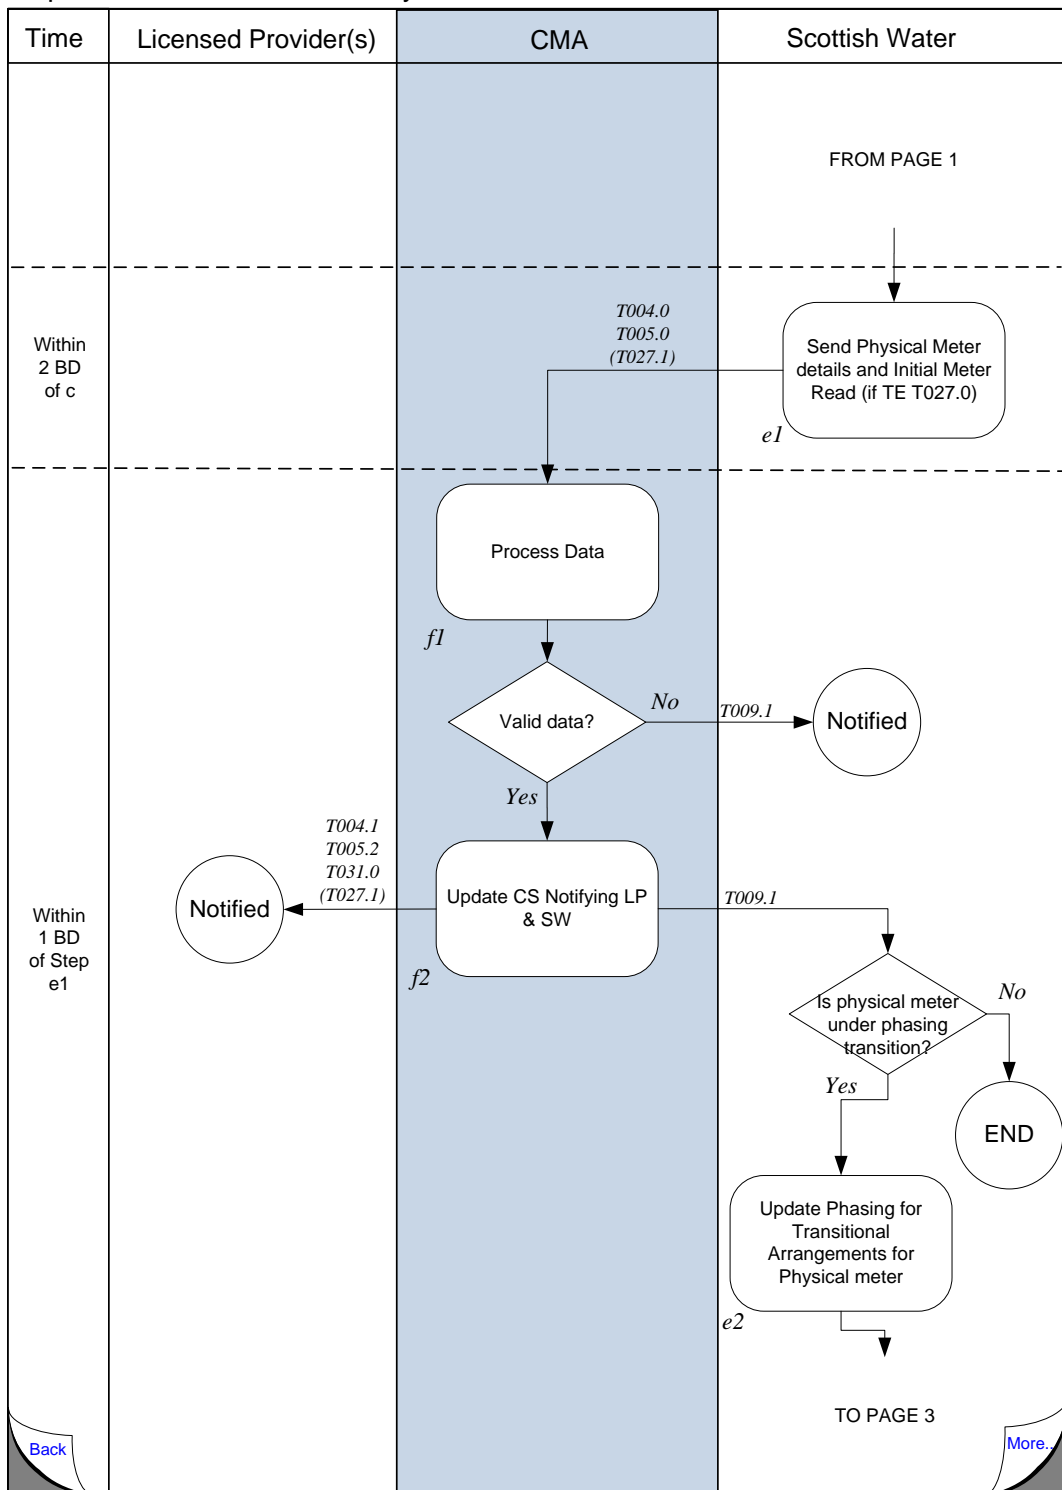 Time
Licensed Provider(s)
CMA
Scottish Water
FROM PAGE 1
Within
2 BD
of c
T004.0
T005.0
(T027.1)
Send Physical Meter
details and Initial Meter
Read (if TE T027.0)
e1
Process Data
f1
Valid data?
No
T009.1
Notified
Yes
T004.1
T005.2
T031.0
(T027.1)
Notified
Update CS Notifying LP
& SW
T009.1
f2
Within
1 BD
of Step
e1
Is physical meter
under phasing
transition?
No
Yes
END
Update Phasing for
Transitional
Arrangements for
Physical meter
e2
TO PAGE 3
Back
More..